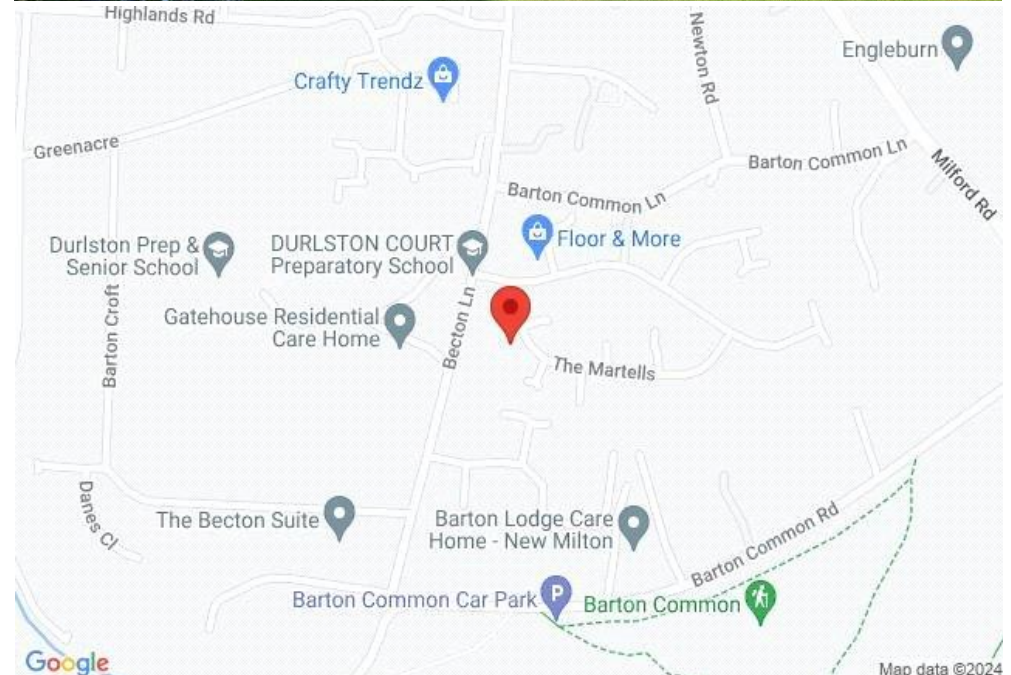 Highlands Rd
Newton Rd
Engleburn
Crafty Trendz
Greenacre
Barton Common Ln
Milford Rd
Barton Common Ln
Floor & More
Durlston Prep &
Senior School
DURLSTON COURT
Preparatory School
Barton Croft
Gatehouse Residential
Care Home
Becton Ln
The Martells
Danes Cl
The Becton Suite
Barton Lodge Care
Home - New Milton
Barton Common Rd
Barton Common Car Park
P
Barton Common
Google
Map data ©2024